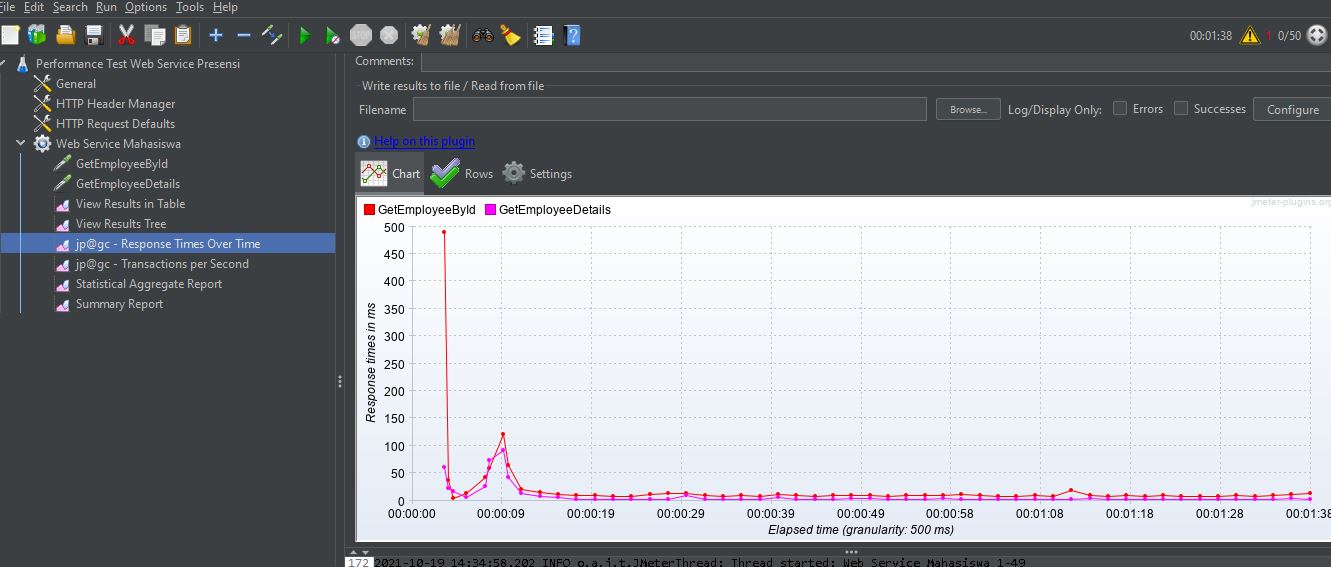 File Edit Search Run Options Tools Help
STOP
00:01:38 1 0/50
Performance Test Web Service Presensi
General
HTTP Header Manager
HTTP Request Defaults
Web Service Mahasiswa
GetEmployeeById
GetEmployeeDetails
View Results in Table
View Results Tree
jp@gc - Response Times Over Time
jp@gc - Transactions per Second
Statistical Aggregate Report
Summary Report
Comments:
Write results to file / Read from file
Filename Browse... Log/Display Only: Errors Successes Configure
Help on this plugin
Chart Rows Settings
jmeter-plugins.org
GetEmployeeById GetEmployeeDetails
500
450
400
350
300
250
200
150
100
50
0
Response times in ms
00:00:00 00:00:09 00:00:19 00:00:29 00:00:39 00:00:49 00:00:58 00:01:08 00:01:18 00:01:28 00:01:38
Elapsed time (granularity: 500 ms)
172 2021-10-19 14:34:58,202 INFO o.a.j.t.JMeterThread: Thread started: Web Service Mahasiswa 1-49